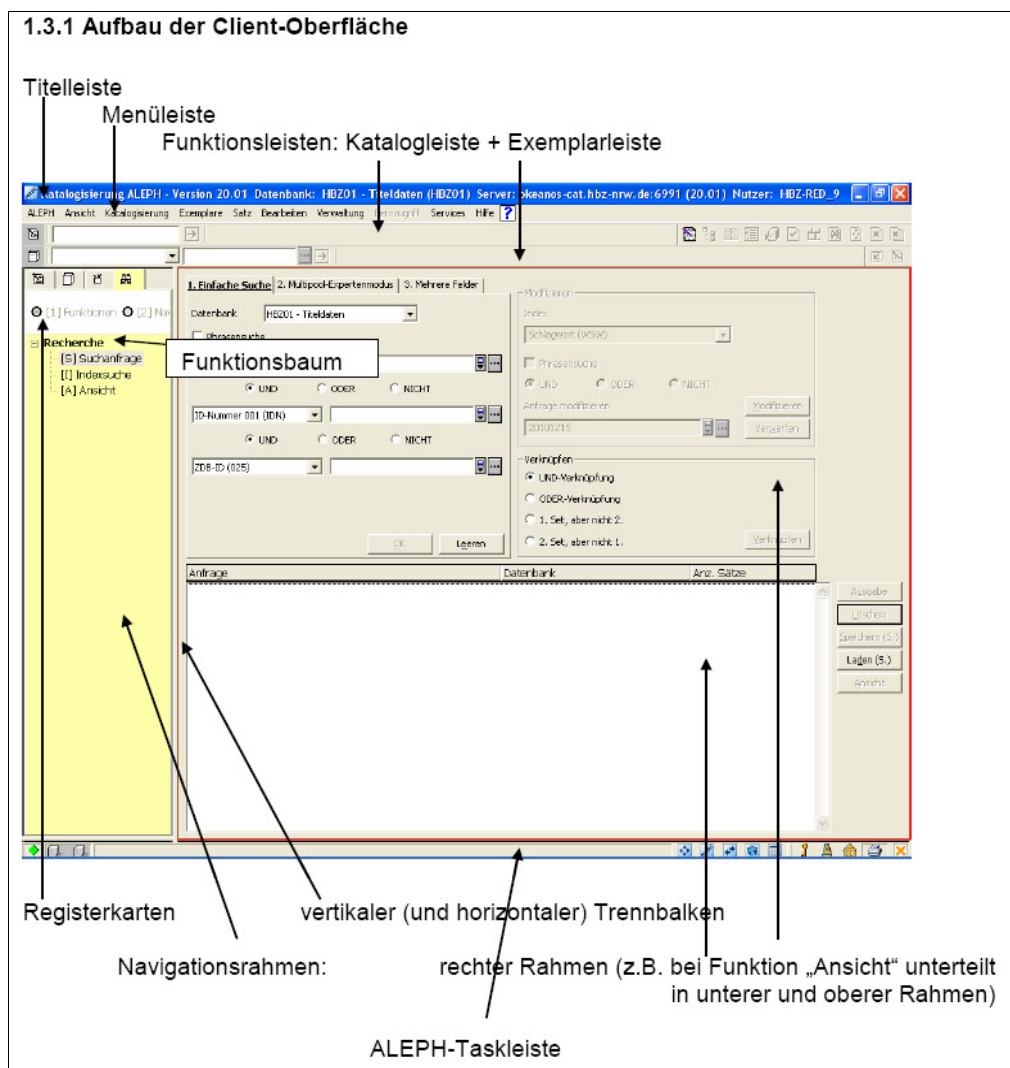 1.3.1 Aufbau der Client-Oberfläche
Titelleiste
Menüleiste
Funktionsleisten: Katalogleiste + Exemplarleiste
Katalogisierung ALEPH - Version 20.01 Datenbank: HBZ01 - Titeldaten (HBZ01) Server: okeanos-cat.hbz-nrw.de:6991 (20.01) Nutzer: HBZ-RED_9
ALEPH Ansicht Katalogisierung Exemplare Satz Bearbeiten Verwaltung Services Hilfe ?
[1] Funktionen [2] Nav
Recherche
[S] Suchanfrage
[I] Indexsuche
[A] Ansicht
Funktionsbaum
1. Einfache Suche 2. Multipool-Expertenmodus 3. Mehrere Felder
Datenbank HBZ01 - Titeldaten
Phrasensuche
UND ODER NICHT
ID-Nummer 001 (IDN)
UND ODER NICHT
ZDB-ID (025)
OK Leeren
Modifizieren
Index
Schlagwort (WSW)
Phrasensuche
UND ODER NICHT
Anfrage modifizieren
Modifizieren
20101215
Verwerfen
Verknüpfen
UND-Verknüpfung
ODER-Verknüpfung
1. Set, aber nicht 2.
2. Set, aber nicht 1.
Verknüpfen
Anfrage Datenbank Anz. Sätze
Ausgabe
Löschen
Speichern (S.)
Laden (S.)
Ansicht
Registerkarten
vertikaler (und horizontaler) Trennbalken
Navigationsrahmen:
rechter Rahmen (z.B. bei Funktion „Ansicht“ unterteilt
in unterer und oberer Rahmen)
ALEPH-Taskleiste